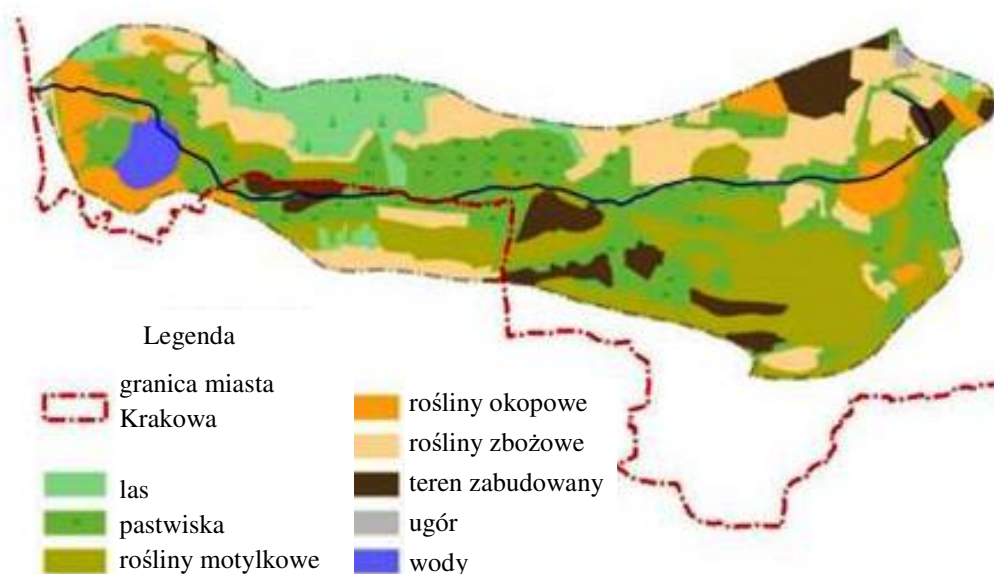 Legenda
granica miasta
Krakowa
las
pastwiska
rośliny motylkowe
rośliny okopowe
rośliny zbożowe
teren zabudowany
ugór
wody